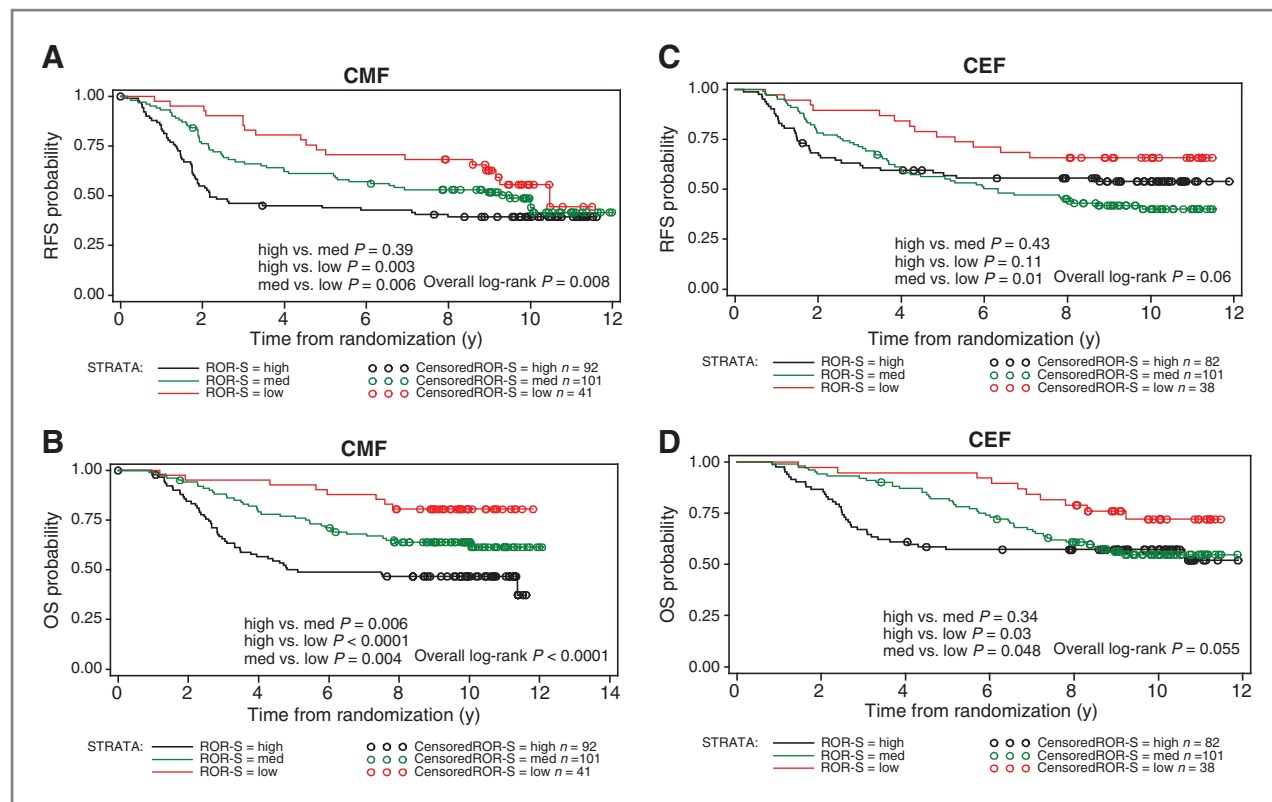 A
CMF
1.00
0.75
0.50
0.25
0.00
RFS probability
high vs. med P = 0.39
high vs. low P = 0.003
med vs. low P = 0.006
Overall log-rank P = 0.008
0 2 4 6 8 10 12
Time from randomization (y)
STRATA: ROR-S = high CensoredROR-S = high n = 92
ROR-S = med CensoredROR-S = med n =101
ROR-S = low CensoredROR-S = low n = 41
B
CMF
1.00
0.75
0.50
0.25
0.00
OS probability
high vs. med P = 0.006
high vs. low P < 0.0001
med vs. low P = 0.004
Overall log-rank P < 0.0001
0 2 4 6 8 10 12 14
Time from randomization (y)
STRATA: ROR-S = high CensoredROR-S = high n = 92
ROR-S = med CensoredROR-S = med n =101
ROR-S = low CensoredROR-S = low n = 41
C
CEF
1.00
0.75
0.50
0.25
0.00
RFS probability
high vs. med P = 0.43
high vs. low P = 0.11
med vs. low P = 0.01
Overall log-rank P = 0.06
0 2 4 6 8 10 12
Time from randomization (y)
STRATA: ROR-S = high CensoredROR-S = high n = 82
ROR-S = med CensoredROR-S = med n =101
ROR-S = low CensoredROR-S = low n = 38
D
CEF
1.00
0.75
0.50
0.25
0.00
OS probability
high vs. med P = 0.34
high vs. low P = 0.03
med vs. low P = 0.048
Overall log-rank P = 0.055
0 2 4 6 8 10 12
Time from randomization (y)
STRATA: ROR-S = high CensoredROR-S = high n = 82
ROR-S = med CensoredROR-S = med n=101
ROR-S = low CensoredROR-S = low n = 38